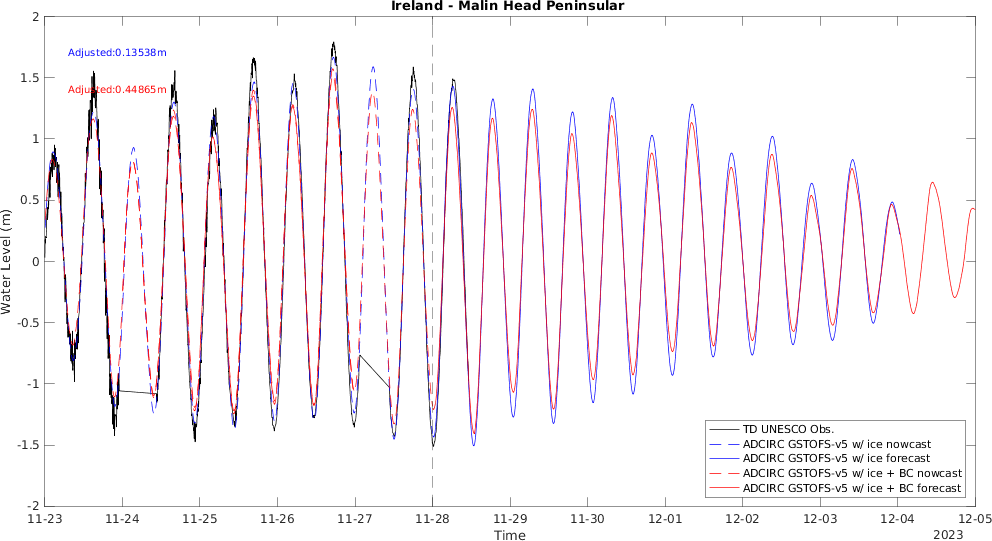 Ireland - Malin Head Peninsular
Adjusted:0.13538m
Adjusted:0.44865m
Water Level (m)
2
1.5
1
0.5
0
-0.5
-1
-1.5
-2
TD UNESCO Obs.
ADCIRC GSTOFS-v5 w/ ice nowcast
ADCIRC GSTOFS-v5 w/ ice forecast
ADCIRC GSTOFS-v5 w/ ice + BC nowcast
ADCIRC GSTOFS-v5 w/ ice + BC forecast
11-23 11-24 11-25 11-26 11-27 11-28 11-29 11-30 12-01 12-02 12-03 12-04 12-05
Time
2023